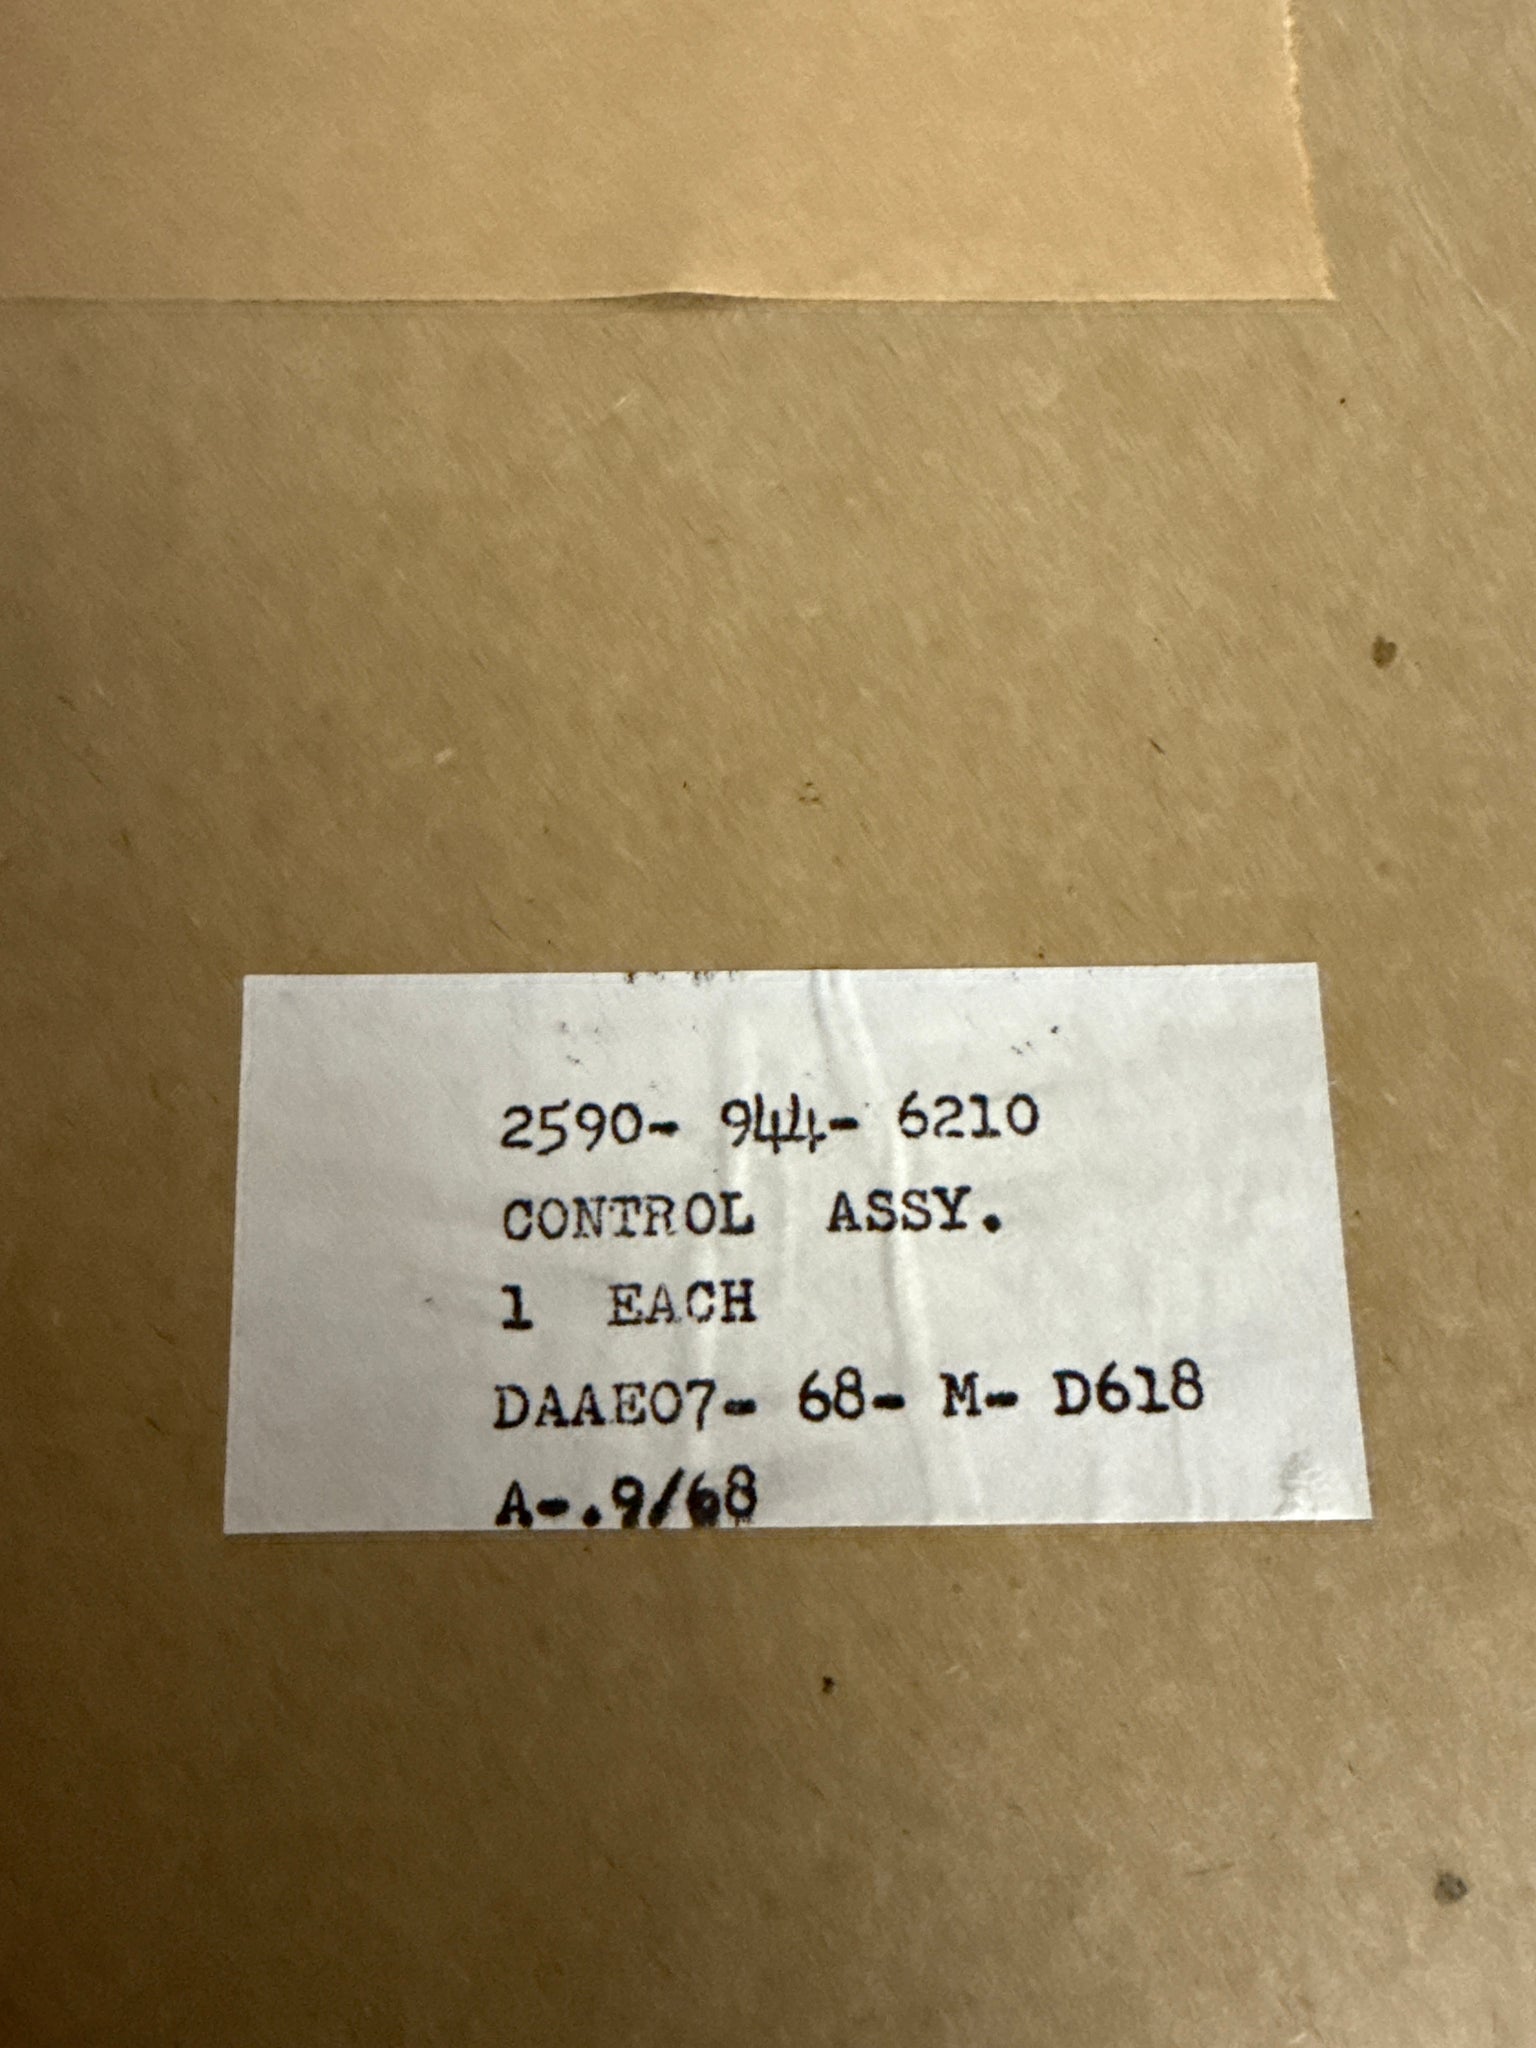 2590- 944- 6210
CONTROL ASSY.
1 EACH
DAAE07- 68- M- D618
A-.9/68